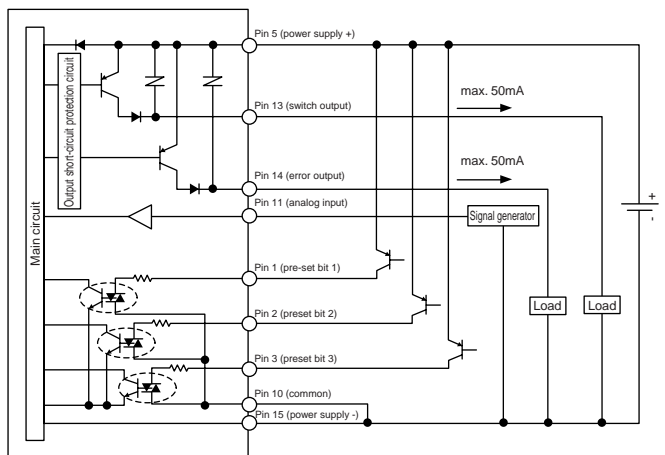 Main circuit
Output short-circuit protection circuit
Pin 5 (power supply +)
max. 50mA
Pin 13 (switch output)
max. 50mA
Pin 14 (error output)
Pin 11 (analog input)
Signal generator
+
-
Pin 1 (pre-set bit 1)
Load
Load
Pin 2 (preset bit 2)
Pin 3 (preset bit 3)
Pin 10 (common)
Pin 15 (power supply -)